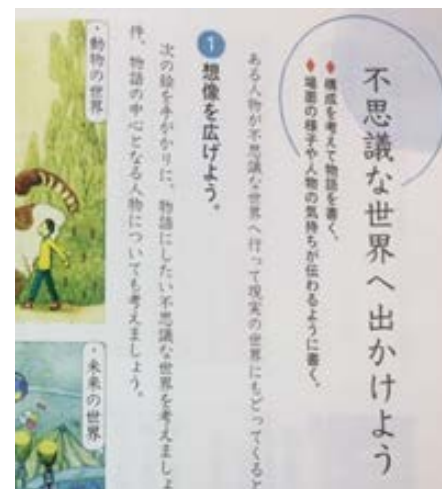 不思議な世界へ出かけよう
◆構成を考えて物語を書く。
◆場面の様子や人物の気持ちが伝わるように書く。
ある人物が不思議な世界へ行って現実の世界にもどってくると
1 想像を広げよう。
次の絵を手がかりに、物語にしたい不思議な世界を考えましょ
件、物語の中心となる人物についても考えましょう。
・動物の世界
・未来の世界